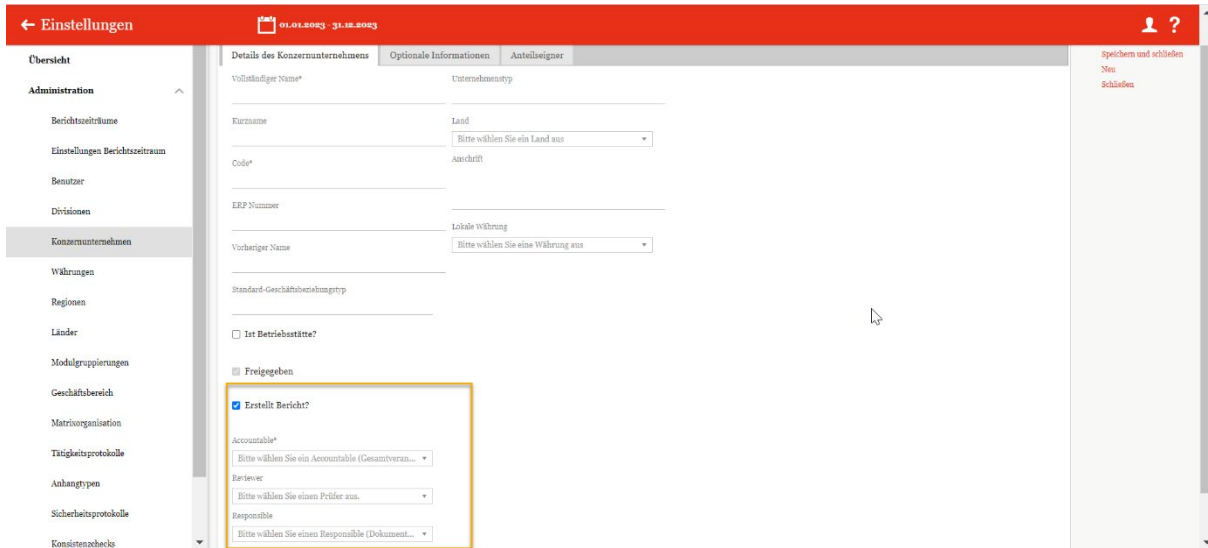 ← Einstellungen
01.01.2023 - 31.12.2023
?
Übersicht
Administration
Berichtszeiträume
Einstellungen Berichtszeitraum
Benutzer
Divisionen
Konzernunternehmen
Währungen
Regionen
Länder
Modulgruppierungen
Geschäftsbereich
Matrixorganisation
Tätigkeitsprotokolle
Anhangtypen
Sicherheitsprotokolle
Konsistenzchecks
Details des Konzernunternehmens
Optionale Informationen
Anteilseigner
Vollständiger Name*
Unternehmenstyp
Kurzname
Land
Bitte wählen Sie ein Land aus
Code*
Anschrift
ERP Nummer
Lokale Währung
Bitte wählen Sie eine Währung aus
Vorheriger Name
Standard-Geschäftsbeziehungstyp
Ist Betriebsstätte?
Freigegeben
Erstellt Bericht?
Accountable*
Bitte wählen Sie ein Accountable (Gesamtveran...
Reviewer
Bitte wählen Sie einen Prüfer aus.
Responsible
Bitte wählen Sie einen Responsible (Dokument...
Speichern und schließen
Neu
Schließen